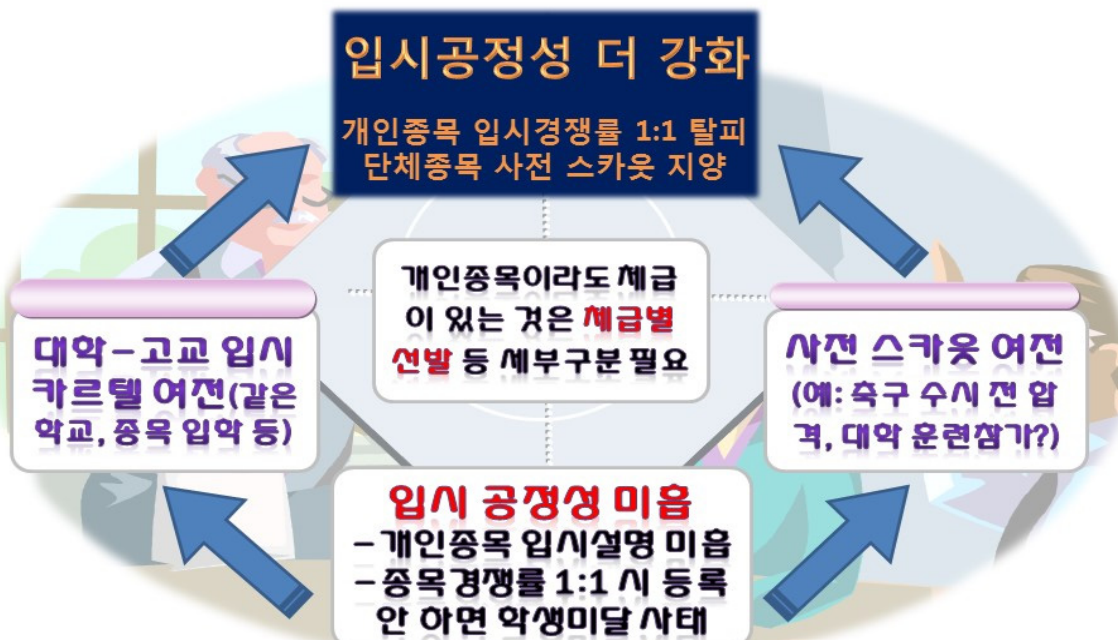 입시공정성 더 강화
개인종목 입시경쟁률 1:1 탈피
단체종목 사전 스카웃 지양
개인종목이라도 체급
이 있는 것은 체급별
선발 등 세부구분 필요
대학-고교 입시
카르텔 여전(같은
학교, 종목 입학 등)
사전 스카웃 여전
(예: 축구 수시 전 합
격, 대학 훈련참가?)
입시 공정성 미흡
-개인종목 입시설명 미흡
-종목경쟁률 1:1 시 등록
안 하면 학생미달 사태